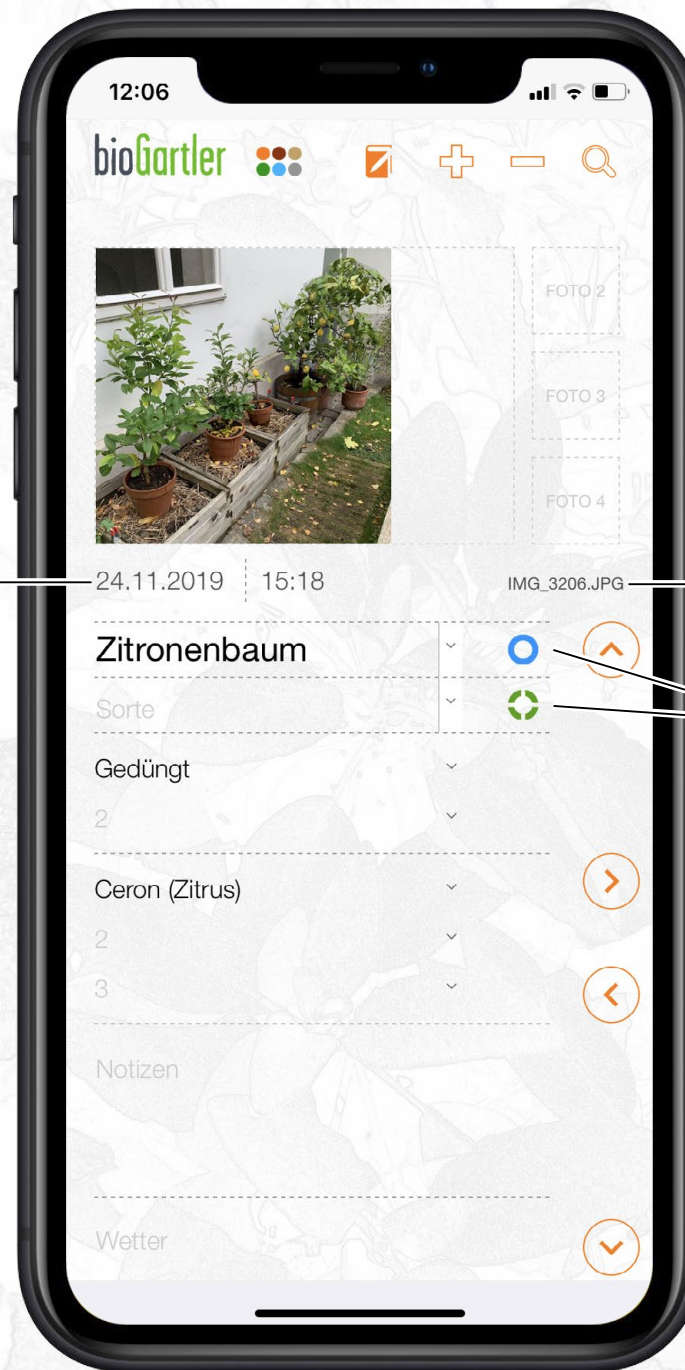 12:06
bioGartler
FOTO 2
FOTO 3
FOTO 4
24.11.2019 15:18 IMG_3206.JPG
Zitronenbaum
Sorte
Gedüngt
2
Ceron (Zitrus)
2
3
Notizen
Wetter